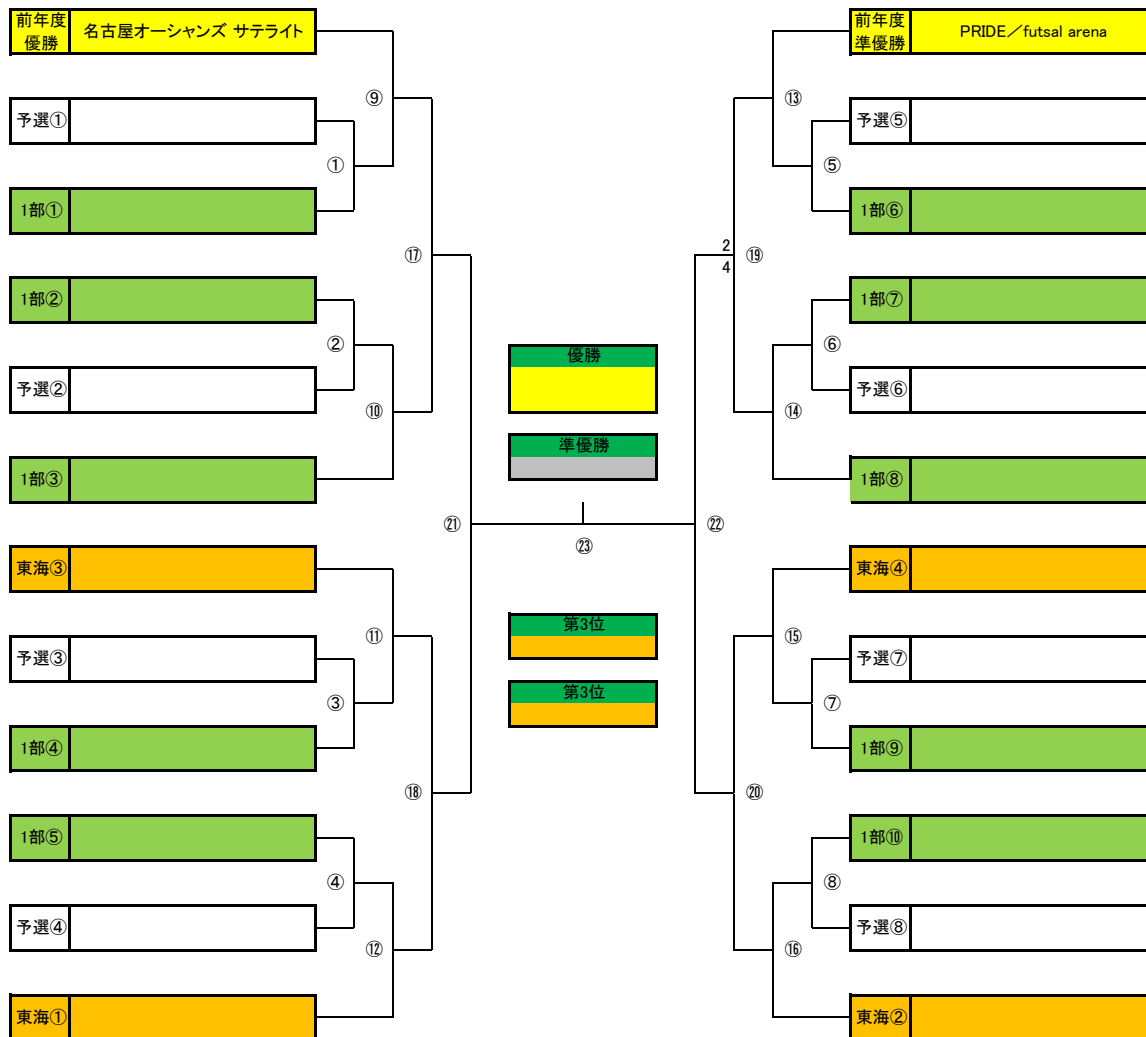 前年度
優勝
名古屋オーシャンズ サテライト
予選①
1部①
1部②
予選②
1部③
東海③
予選③
1部④
1部⑤
予選④
東海①
⑨
①
⑰
②
⑩
㉑
⑪
③
⑱
④
⑫
優勝
準優勝
㉓
第3位
第3位
⑬
⑤
2
4
⑲
⑥
⑭
㉒
⑮
⑦
⑳
⑧
⑯
前年度
準優勝
PRIDE／futsal arena
予選⑤
1部⑥
1部⑦
予選⑥
1部⑧
東海④
予選⑦
1部⑨
1部⑩
予選⑧
東海②